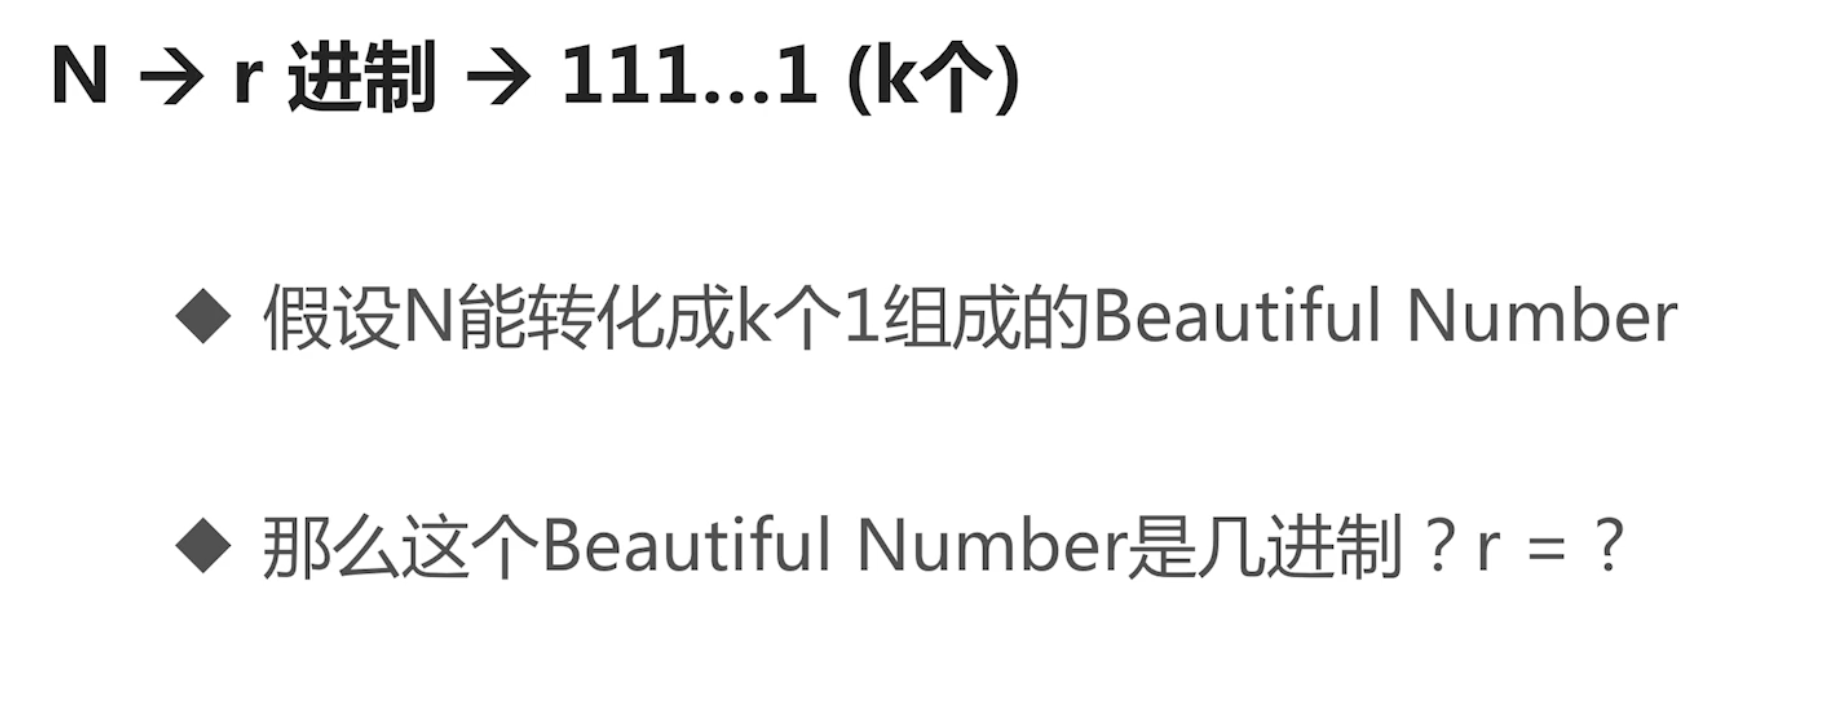 N → r 进制 → 111...1 (k个)
◆ 假设N能转化成k个1组成的Beautiful Number
◆ 那么这个Beautiful Number是几进制？r = ?